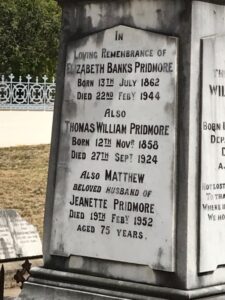 In
Loving Remembrance of
Elizabeth Banks Pridmore
Born 13th July 1862
Died 22nd Feby 1944
Also
Thomas William Pridmore
Born 12th Novr 1858
Died 27th Sept 1924
Also Matthew
beloved husband of
Jeanette Pridmore
Died 19th Feby 1952
aged 75 years.